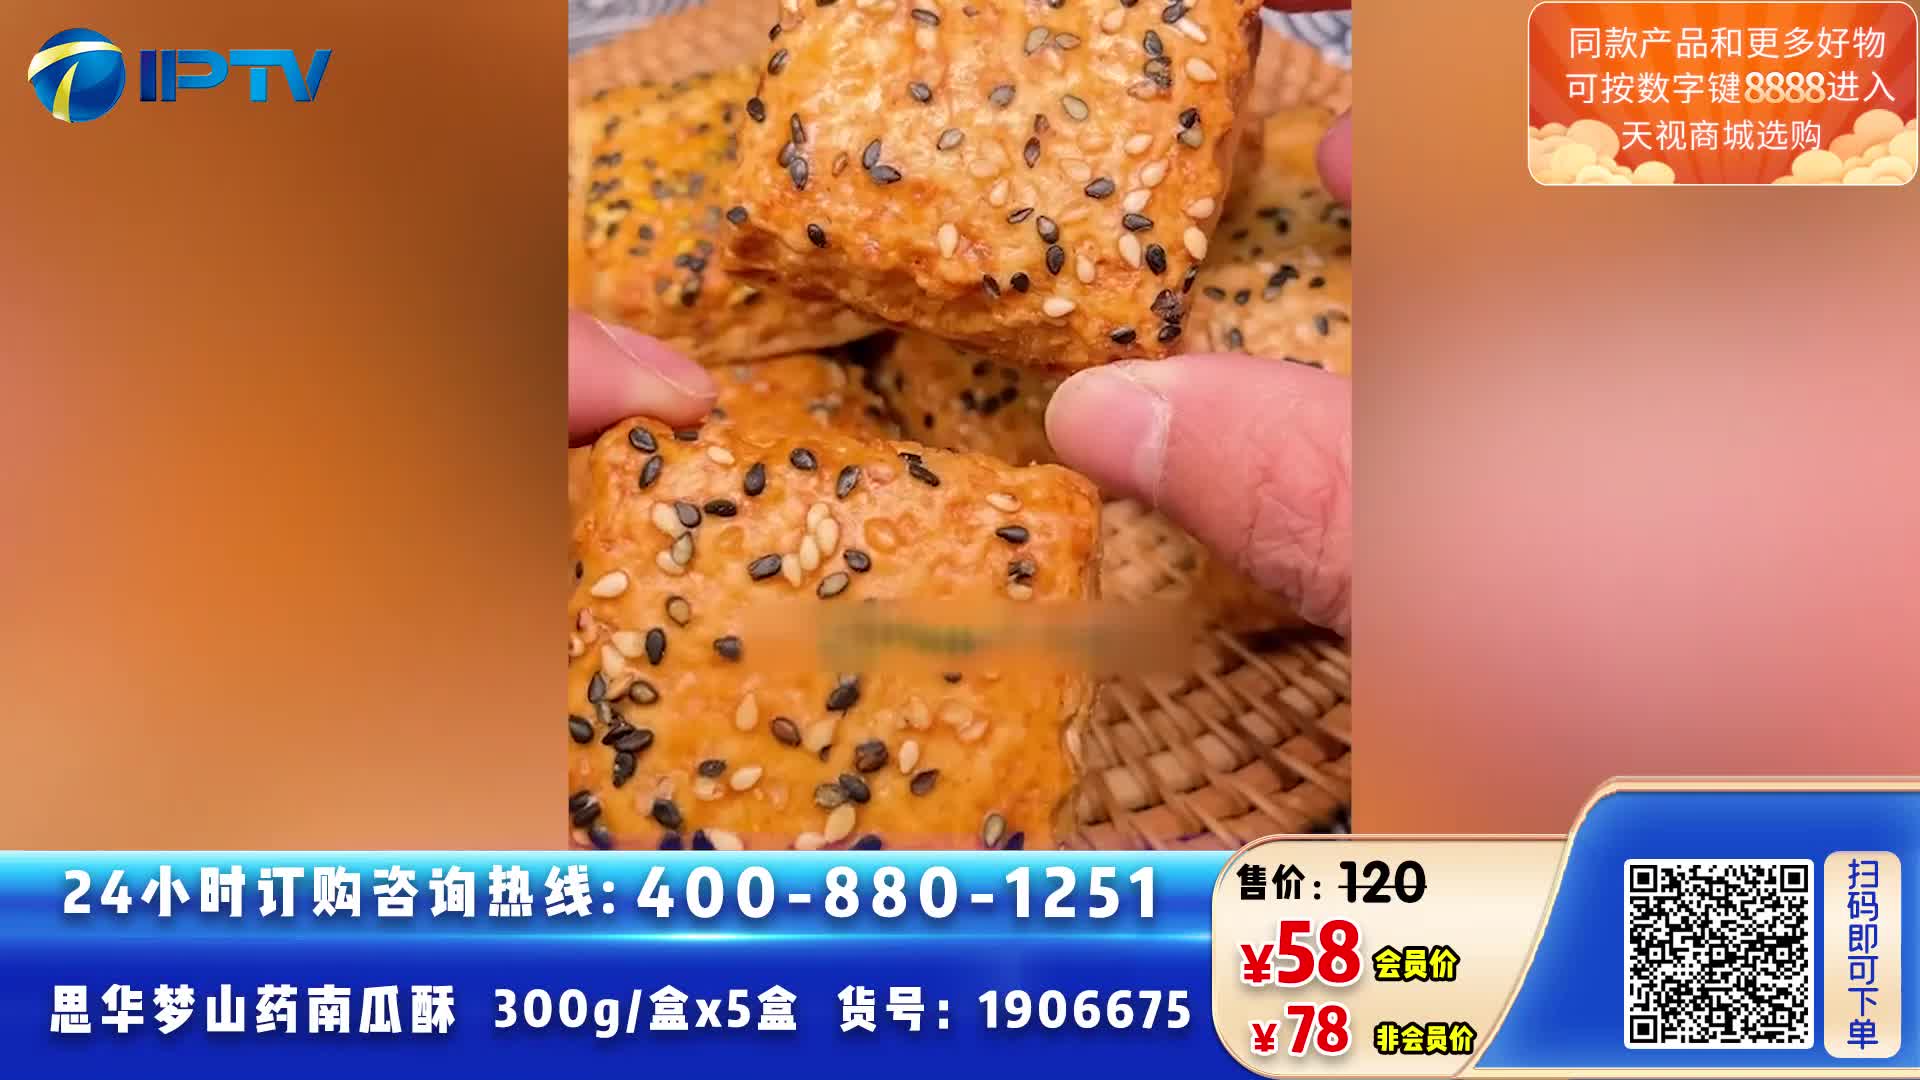 IPTV
同款产品和更多好物
可按数字键8888进入
天视商城选购
24小时订购咨询热线:400-880-1251
思华梦山药南瓜酥 300g/盒x5盒 货号：1906675
售价：120
¥58 会员价
¥78 非会员价
扫码即可下单